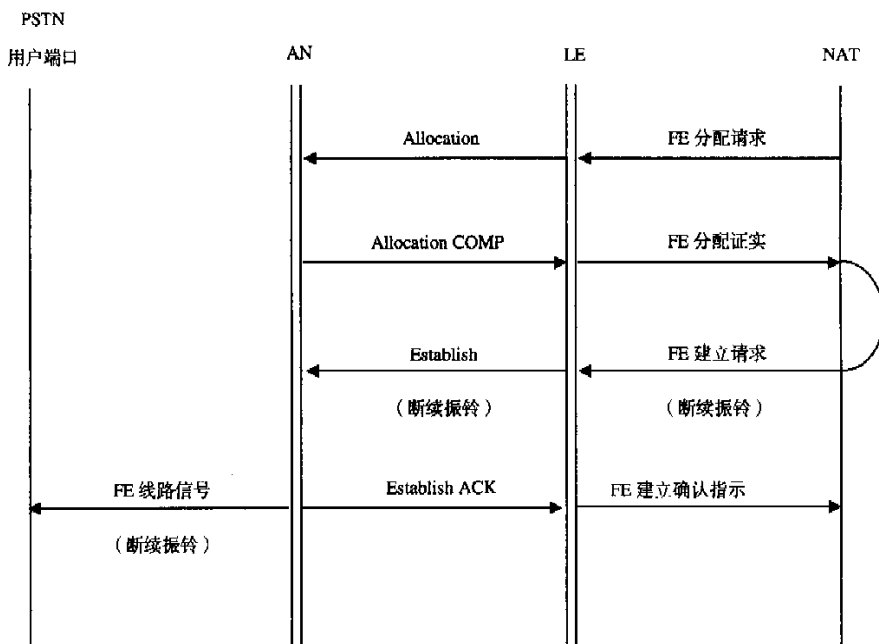 PSTN
用户端口
AN
LE
NAT
Allocation
FE 分配请求
Allocation COMP
FE 分配证实
Establish
FE 建立请求
(断续振铃)
(断续振铃)
FE 线路信号
Establish ACK
FE 建立确认指示
(断续振铃)